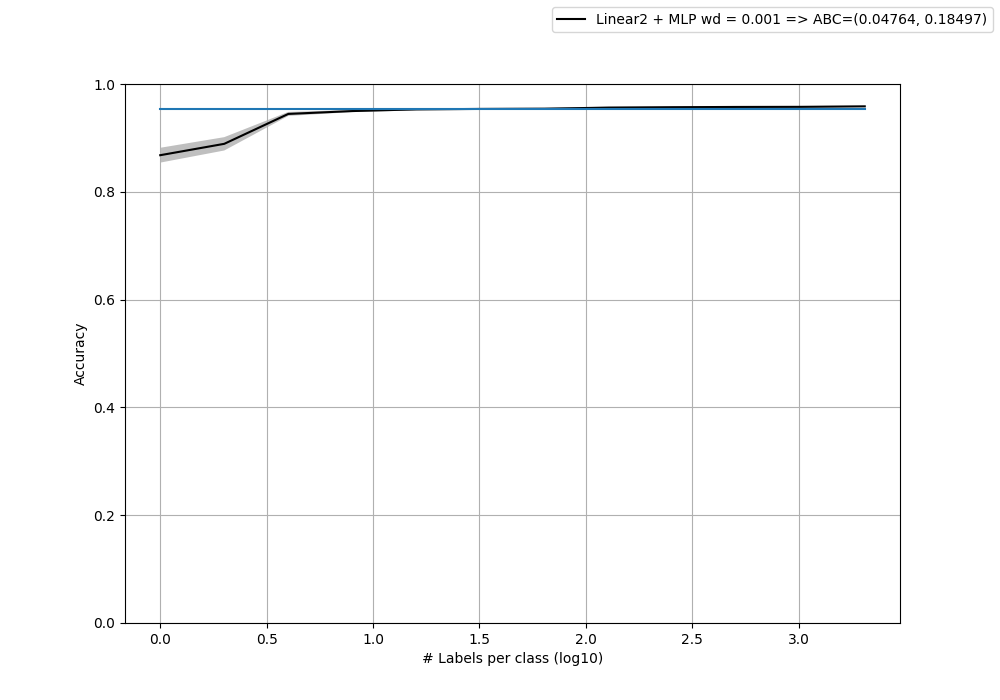 Linear2 + MLP wd = 0.001 => ABC=(0.04764, 0.18497)
1.0
0.8
0.6
0.4
0.2
0.0
Accuracy
0.0 0.5 1.0 1.5 2.0 2.5 3.0
# Labels per class (log10)